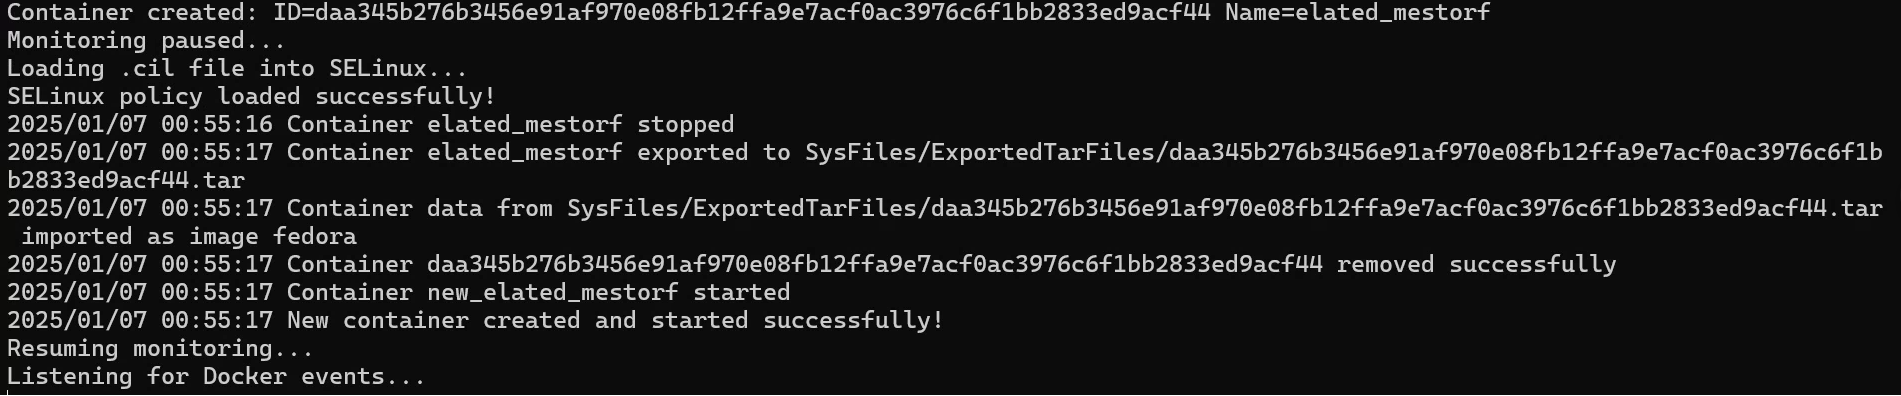 Container created: ID=daa345b276b3456e91af970e08fb12ffa9e7acf0ac3976c6f1bb2833ed9acf44 Name=elated_mestorf
Monitoring paused...
Loading .cil file into SELinux...
SELinux policy loaded successfully!
2025/01/07 00:55:16 Container elated_mestorf stopped
2025/01/07 00:55:17 Container elated_mestorf exported to SysFiles/ExportedTarFiles/daa345b276b3456e91af970e08fb12ffa9e7acf0ac3976c6f1b
b2833ed9acf44.tar
2025/01/07 00:55:17 Container data from SysFiles/ExportedTarFiles/daa345b276b3456e91af970e08fb12ffa9e7acf0ac3976c6f1bb2833ed9acf44.tar
 imported as image fedora
2025/01/07 00:55:17 Container daa345b276b3456e91af970e08fb12ffa9e7acf0ac3976c6f1bb2833ed9acf44 removed successfully
2025/01/07 00:55:17 Container new_elated_mestorf started
2025/01/07 00:55:17 New container created and started successfully!
Resuming monitoring...
Listening for Docker events...